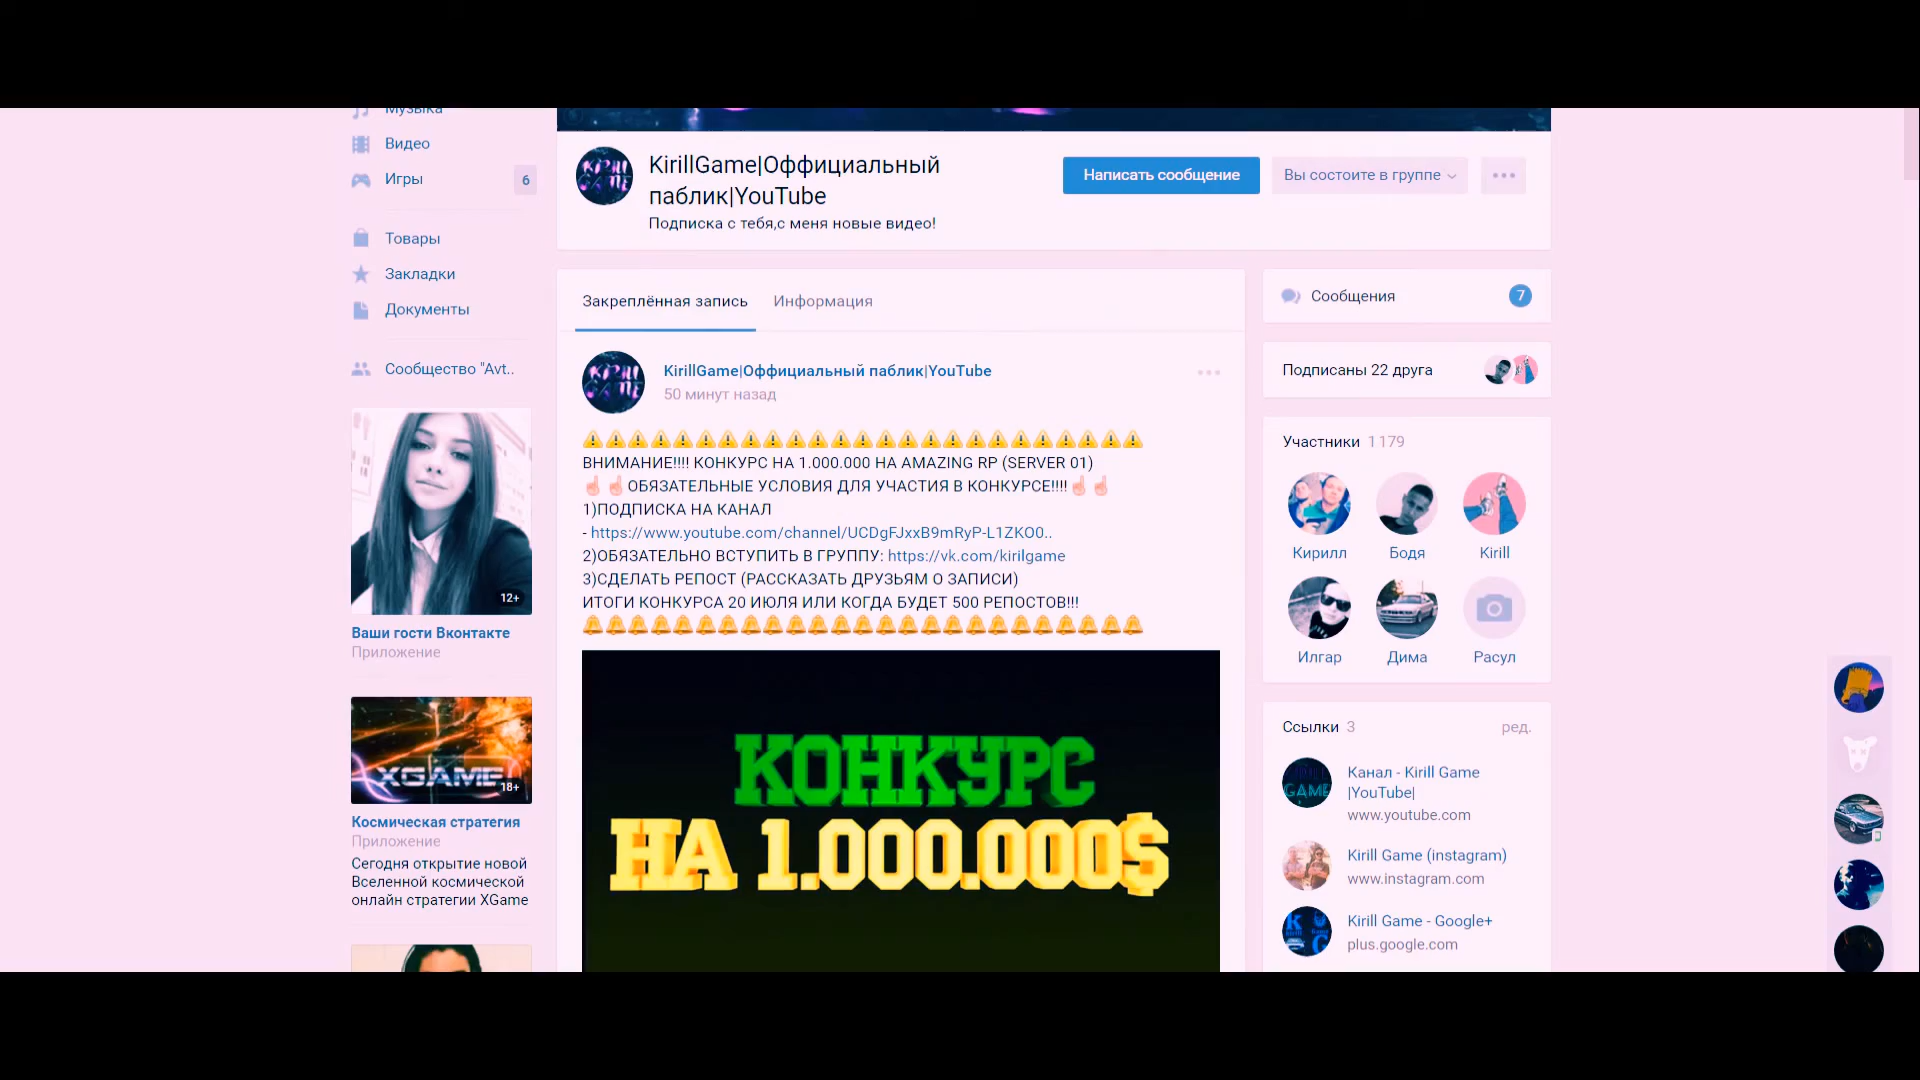 Музыка
Видео
Игры
6
Товары
Закладки
Документы
Сообщество "Avt..
12+
Ваши гости Вконтакте
Приложение
XGAME
18+
Космическая стратегия
Приложение
Сегодня открытие новой
Вселенной космической
онлайн стратегии XGame
KIRILL
GAME
KirillGame|Оффициальный
паблик|YouTube
Подписка с тебя,с меня новые видео!
Написать сообщение
Вы состоите в группе
Закреплённая запись
Информация
KIRILL
GAME
KirillGame|Оффициальный паблик|YouTube
50 минут назад
ВНИМАНИЕ!!!! КОНКУРС НА 1.000.000 НА AMAZING RP (SERVER 01)
ОБЯЗАТЕЛЬНЫЕ УСЛОВИЯ ДЛЯ УЧАСТИЯ В КОНКУРСЕ!!!!
1)ПОДПИСКА НА КАНАЛ
- https://www.youtube.com/channel/UCDgFJxxB9mRyP-L1ZKO0..
2)ОБЯЗАТЕЛЬНО ВСТУПИТЬ В ГРУППУ: https://vk.com/kirilgame
3)СДЕЛАТЬ РЕПОСТ (РАССКАЗАТЬ ДРУЗЬЯМ О ЗАПИСИ)
ИТОГИ КОНКУРСА 20 ИЮЛЯ ИЛИ КОГДА БУДЕТ 500 РЕПОСТОВ!!!
КОНКУРС
НА 1.000.000$
Сообщения
7
Подписаны 22 друга
Участники 1 179
Кирилл
Бодя
Kirill
Илгар
Дима
Расул
Ссылки 3
ред.
GAME
Канал - Kirill Game
|YouTube|
www.youtube.com
Kirill Game (instagram)
www.instagram.com
Kirill Game - Google+
plus.google.com